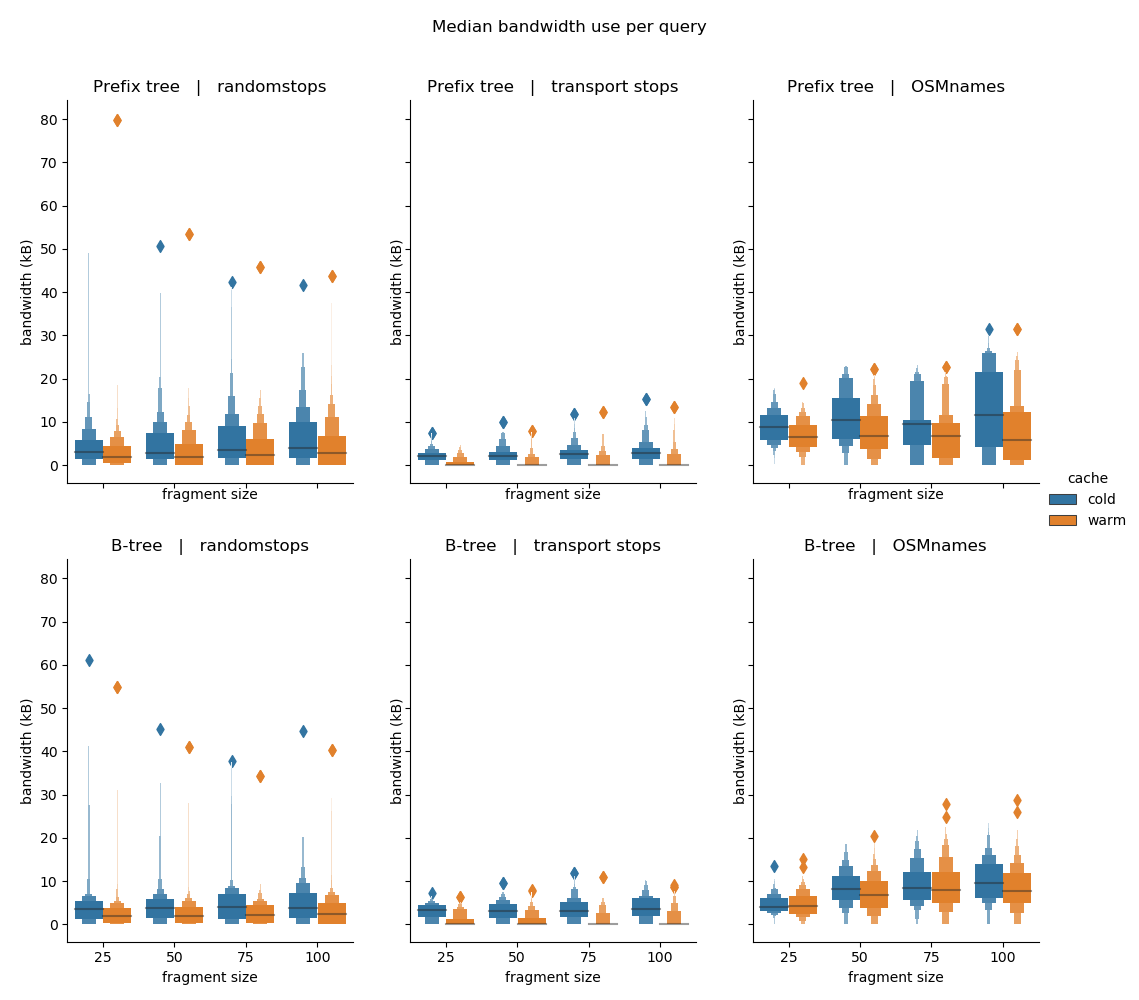 Median bandwidth use per query
Prefix tree | randomstops
Prefix tree | transport stops
Prefix tree | OSMnames
bandwidth (kB)
80
70
60
50
40
30
20
10
0
bandwidth (kB)
bandwidth (kB)
fragment size
fragment size
fragment size
cache
cold
warm
B-tree | randomstops
B-tree | transport stops
B-tree | OSMnames
bandwidth (kB)
80
70
60
50
40
30
20
10
0
bandwidth (kB)
bandwidth (kB)
25 50 75 100
25 50 75 100
25 50 75 100
fragment size
fragment size
fragment size